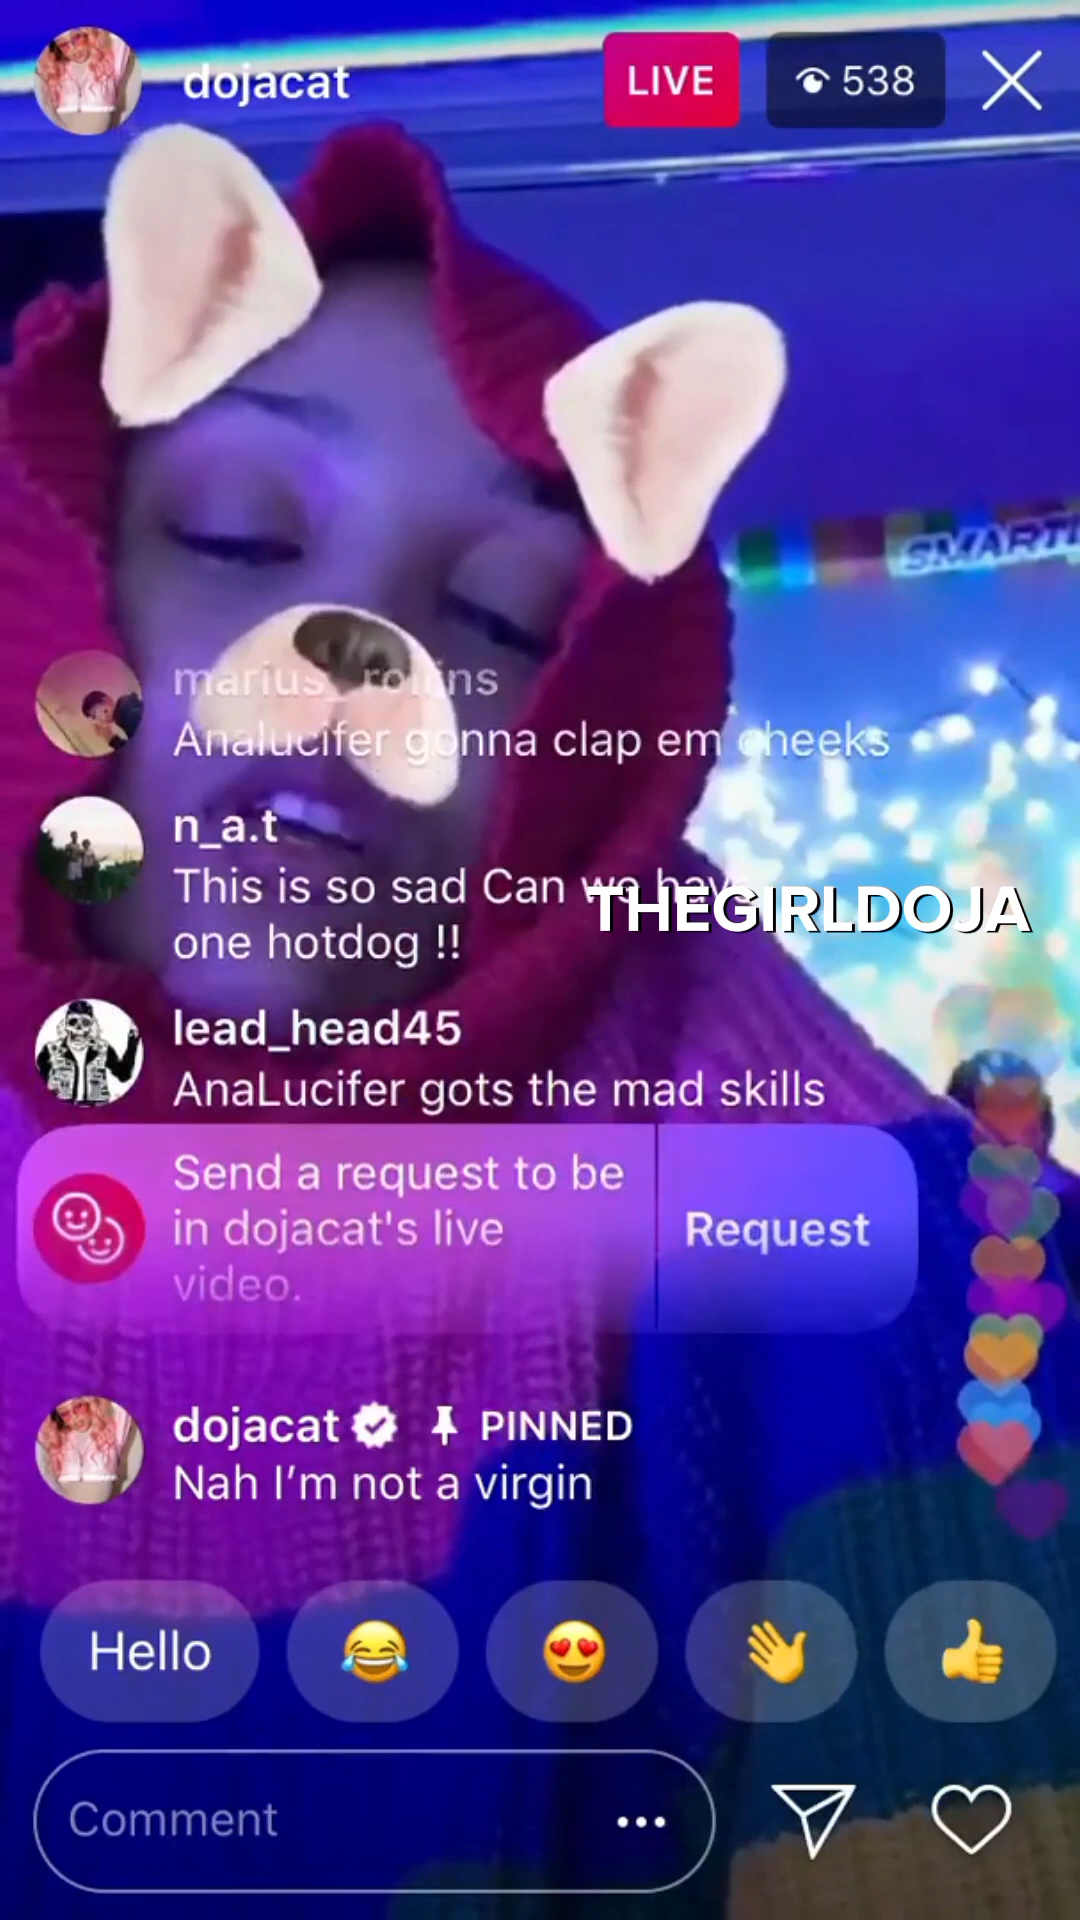 dojacat
LIVE
538
SMARTI
marius_rollins
Analucifer gonna clap em cheeks
n_a.t
This is so sad Can we have
one hotdog !!
THEGIRLDOJA
lead_head45
AnaLucifer gots the mad skills
Send a request to be
in dojacat's live
video.
Request
dojacat PINNED
Nah I’m not a virgin
Hello
Comment